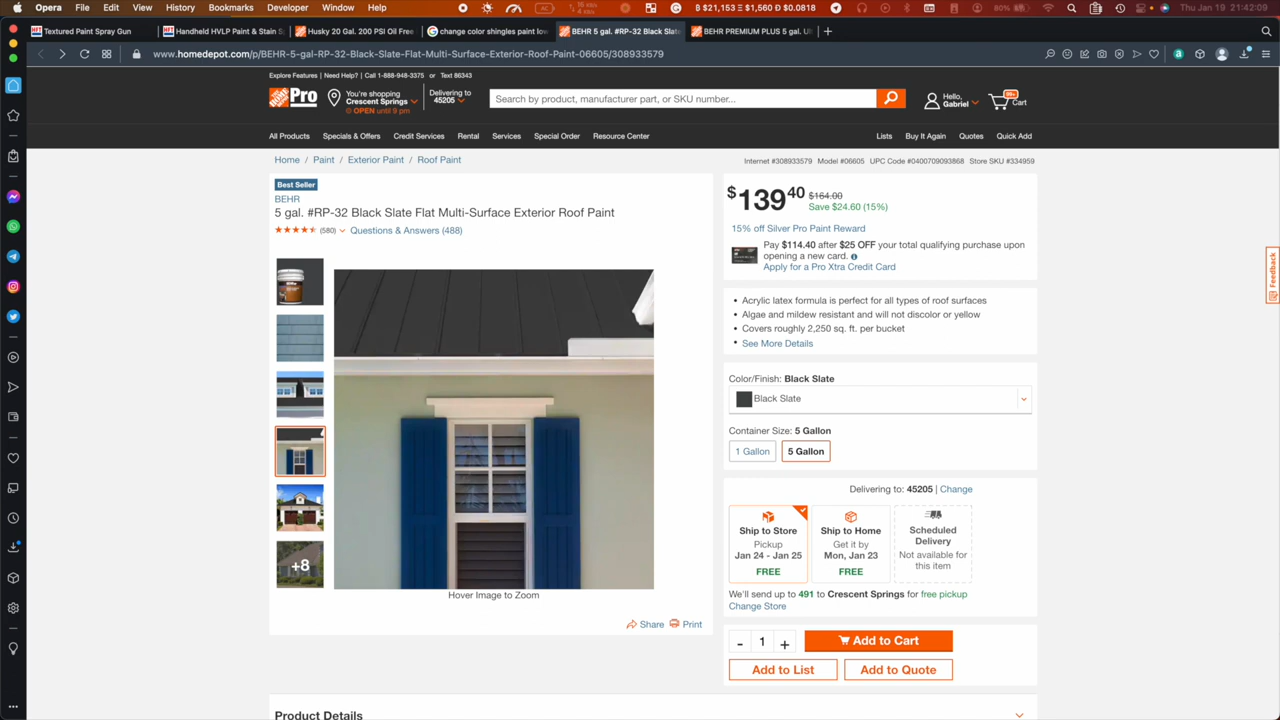 Opera File Edit View History Bookmarks Developer Window Help
₿ $21,153 ≡ $1,560 Ð $0.0818
80%
Thu Jan 19 21:42:09
Textured Paint Spray Gun
Handheld HVLP Paint & Stain S
Husky 20 Gal. 200 PSI Oil Free
change color shingles paint low
BEHR 5 gal. #RP-32 Black Slate
BEHR PREMIUM PLUS 5 gal. Ul
www.homedepot.com/p/BEHR-5-gal-RP-32-Black-Slate-Flat-Multi-Surface-Exterior-Roof-Paint-06605/308933579
Explore Features | Need Help? | Call 1-888-948-3375 or Text 86343
Pro
You're shopping
Crescent Springs
OPEN until 9 pm
Delivering to
45205
Search by product, manufacturer part, or SKU number...
Hello,
Gabriel
99+
Cart
All Products Specials & Offers Credit Services Rental Services Special Order Resource Center
Lists Buy It Again Quotes Quick Add
Home / Paint / Exterior Paint / Roof Paint
Internet #308933579 Model #06605 UPC Code #0400709093868 Store SKU #334959
Best Seller
BEHR
5 gal. #RP-32 Black Slate Flat Multi-Surface Exterior Roof Paint
(580) Questions & Answers (488)
+8
Hover Image to Zoom
Share Print
$139.40 $164.00
Save $24.60 (15%)
15% off Silver Pro Paint Reward
Pay $114.40 after $25 OFF your total qualifying purchase upon
opening a new card.
Apply for a Pro Xtra Credit Card
• Acrylic latex formula is perfect for all types of roof surfaces
• Algae and mildew resistant and will not discolor or yellow
• Covers roughly 2,250 sq. ft. per bucket
• See More Details
Color/Finish: Black Slate
Black Slate
Container Size: 5 Gallon
1 Gallon 5 Gallon
Delivering to: 45205 | Change
Ship to Store
Pickup
Jan 24 - Jan 25
FREE
Ship to Home
Get it by
Mon, Jan 23
FREE
Scheduled
Delivery
Not available for
this item
We'll send up to 491 to Crescent Springs for free pickup
Change Store
- 1 +
Add to Cart
Add to List Add to Quote
Product Details
Feedback